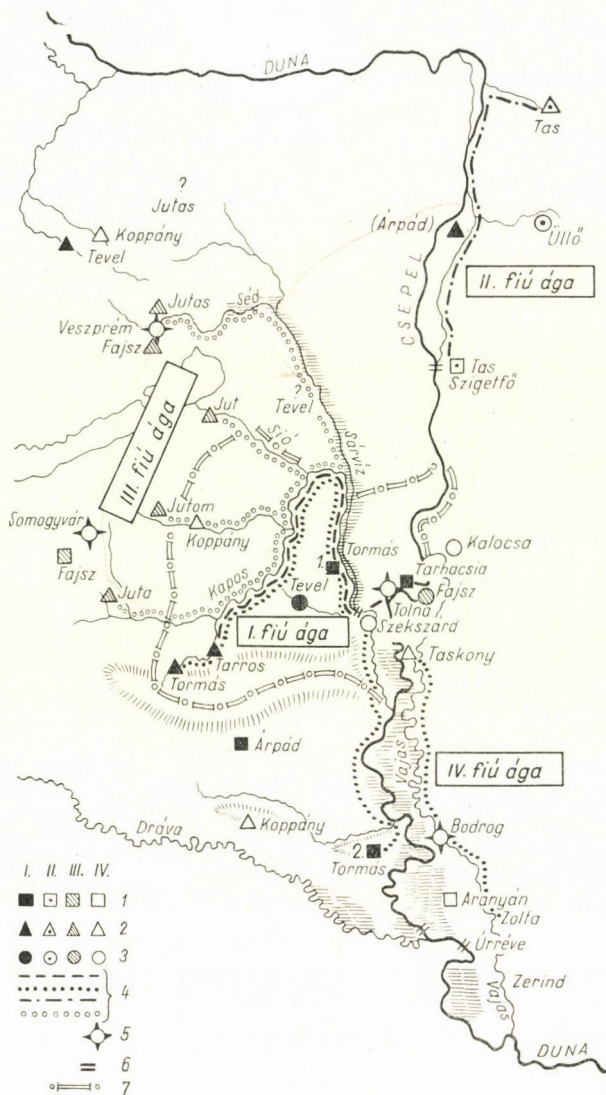 DUNA
Tas
?
Jutas
Koppány
Tevel
(Árpád)
Üllő
II. fiú ága
CSEPEL
Jutas
Séd
Veszprém
Fajsz
Tas
Szigetfő
?
Tevel
Jut
Sió
III. fiú ága
Sárvíz
Jutom
Koppány
Somogyvár
Fajsz
Juta
Kapos
Kalocsa
1.
Tormás
Tarhacsia
Tevel
Fajsz
Tolna
Szekszárd
I. fiú ága
Tarros
Tormás
Taskony
Árpád
Vajas
IV. fiú ága
Dráva
Koppány
Bodrog
2.
Tormás
Aranyán
Zolta
Úrréve
Zerind
Vajas
DUNA
I. II. III. IV.
1
2
3
4
5
6
7